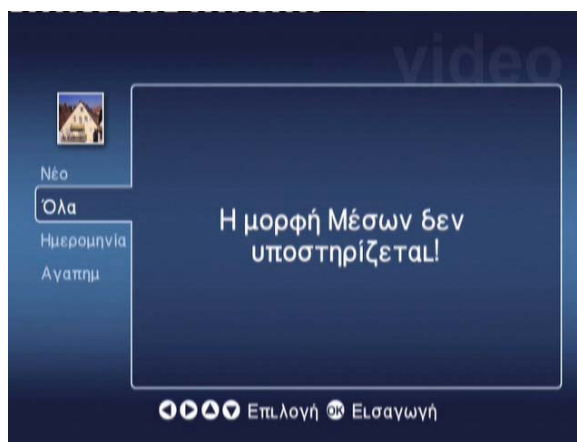 video
Νέο
Όλα
Ημερομηνία
Αγαπημ
Η μορφή Μέσων δεν
υποστηρίζεται!
Επιλογή OK Εισαγωγή